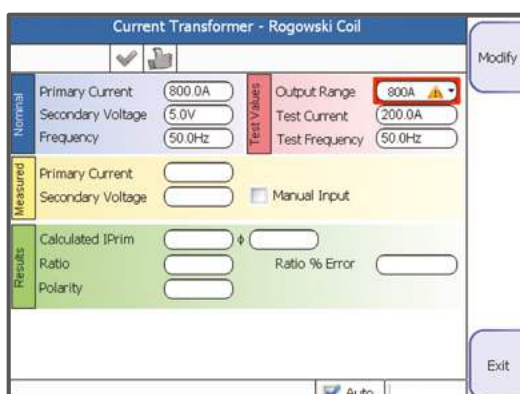 Current Transformer - Rogowski Coil
Modify
Nominal
Primary Current 800.0A
Secondary Voltage 5.0V
Frequency 50.0Hz
Test Values
Output Range 800A
Test Current 200.0A
Test Frequency 50.0Hz
Measured
Primary Current
Secondary Voltage
Manual Input
Results
Calculated IPrim ϕ
Ratio
Ratio % Error
Polarity
Exit
Auto